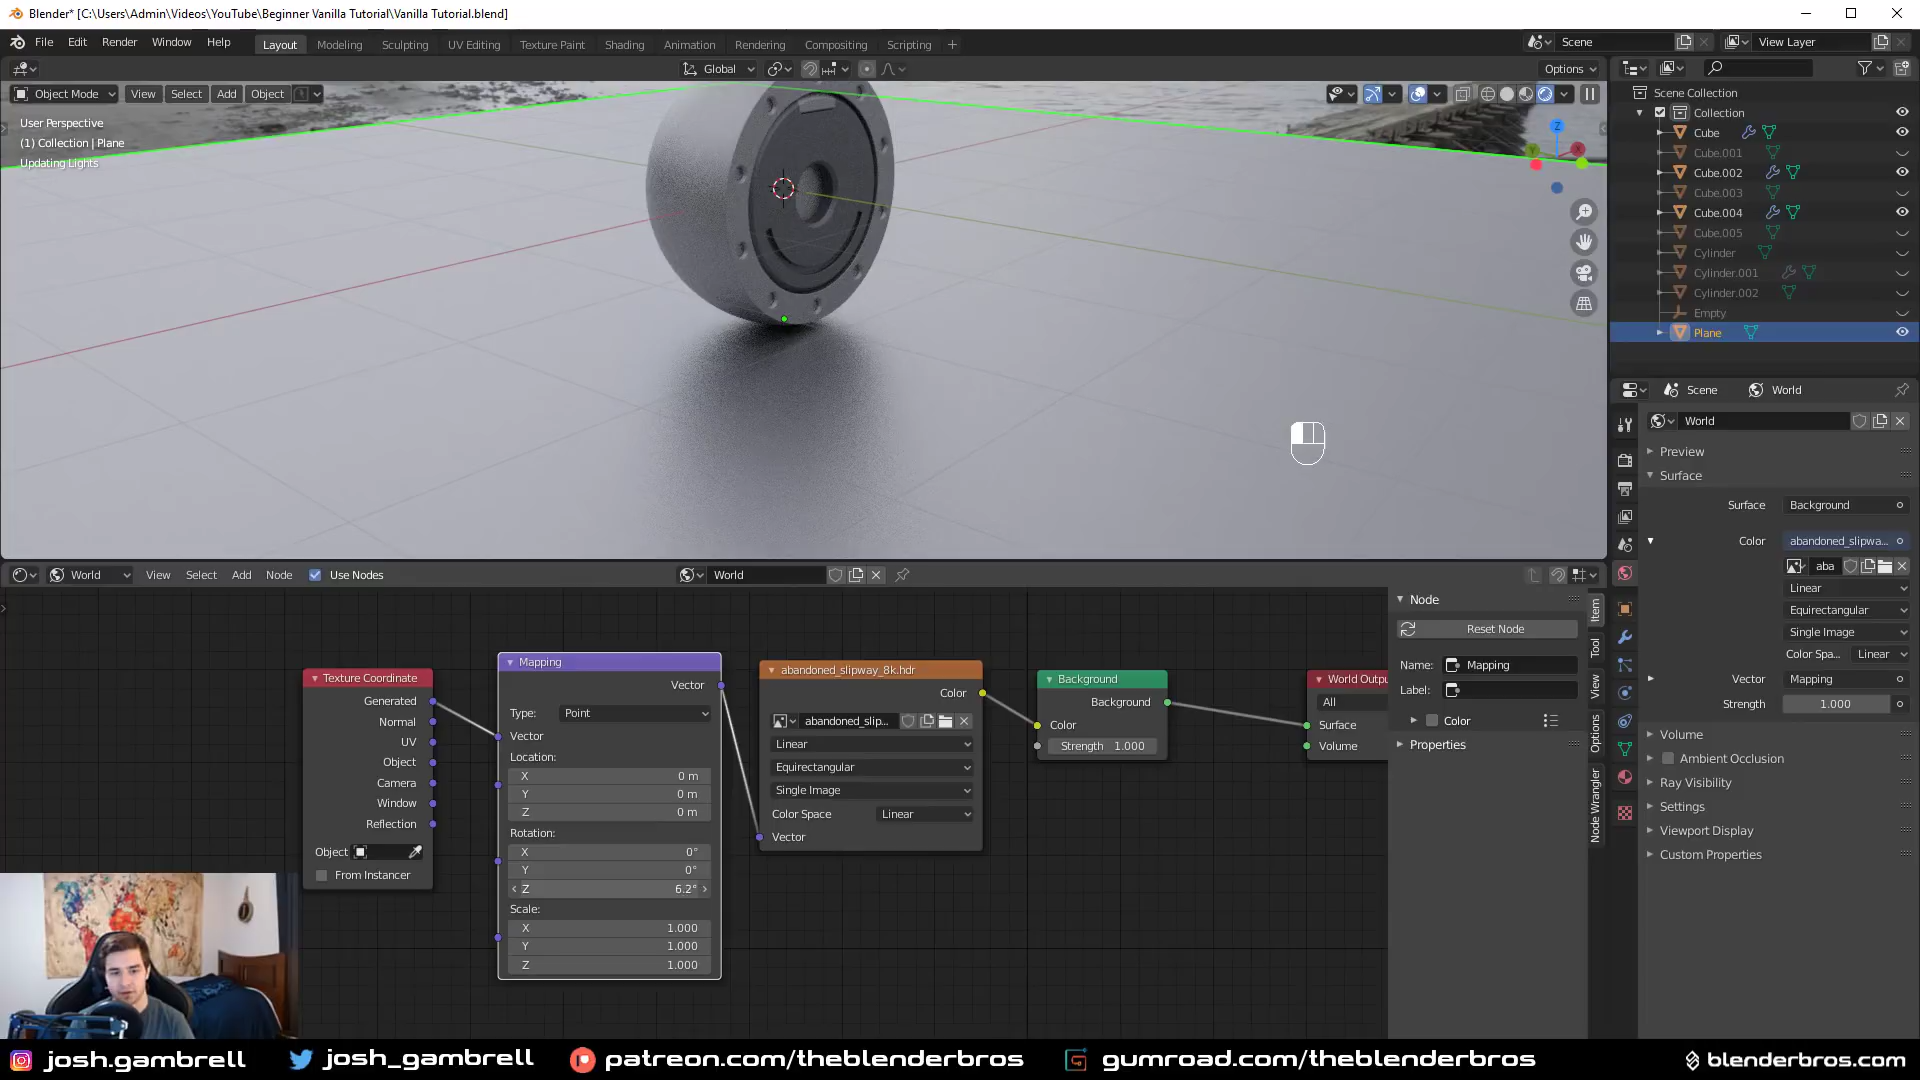 Blender* [C:\Users\Admin\Videos\YouTube\Beginner Vanilla Tutorial\Vanilla Tutorial.blend]
File Edit Render Window Help Layout Modeling Sculpting UV Editing Texture Paint Shading Animation Rendering Compositing Scripting + Scene View Layer
Global Options
Object Mode View Select Add Object
User Perspective
(1) Collection | Plane
Updating Lights
Z
Y
Scene Collection
Collection
Cube
Cube.001
Cube.002
Cube.003
Cube.004
Cube.005
Cylinder
Cylinder.001
Cylinder.002
Empty
Plane
Scene World
World
Preview
Surface
Surface Background
Color abandoned_slipwa...
aba
Linear
Equirectangular
Single Image
Color Spa... Linear
Vector Mapping
Strength 1.000
Volume
Ambient Occlusion
Ray Visibility
Settings
Viewport Display
Custom Properties
World View Select Add Node Use Nodes World
Texture Coordinate
Generated
Normal
UV
Object
Camera
Window
Reflection
Object
From Instancer
Mapping
Vector
Type: Point
Vector
Location:
X 0 m
Y 0 m
Z 0 m
Rotation:
X 0°
Y 0°
Z 6.2°
Scale:
X 1.000
Y 1.000
Z 1.000
abandoned_slipway_8k.hdr
Color
abandoned_slip...
Linear
Equirectangular
Single Image
Color Space Linear
Vector
Background
Background
Color
Strength 1.000
World Outpu
All
Surface
Volume
Node
Reset Node
Name: Mapping
Label:
Color
Properties
Item
Tool
View
Options
Node Wrangler
josh.gambrell josh_gambrell patreon.com/theblenderbros gumroad.com/theblenderbros blenderbros.com